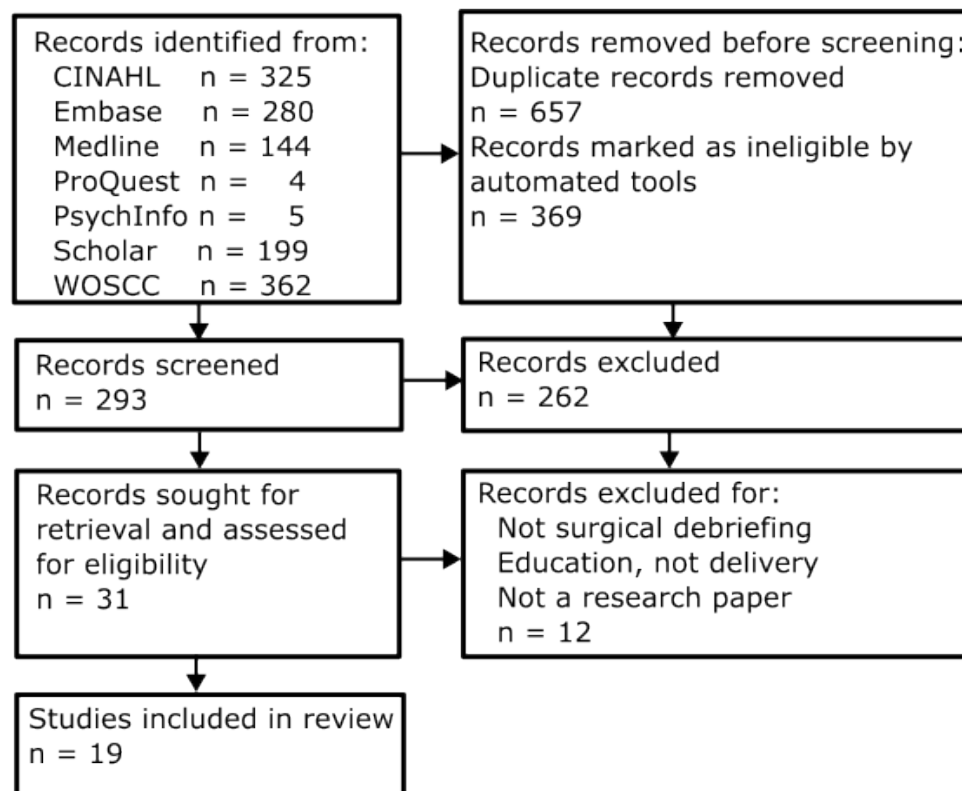 Records identified from:
CINAHL n = 325
Embase n = 280
Medline n = 144
ProQuest n = 4
PsychInfo n = 5
Scholar n = 199
WOSCC n = 362
Records removed before screening:
Duplicate records removed
n = 657
Records marked as ineligible by
automated tools
n = 369
Records screened
n = 293
Records excluded
n = 262
Records sought for
retrieval and assessed
for eligibility
n = 31
Records excluded for:
Not surgical debriefing
Education, not delivery
Not a research paper
n = 12
Studies included in review
n = 19